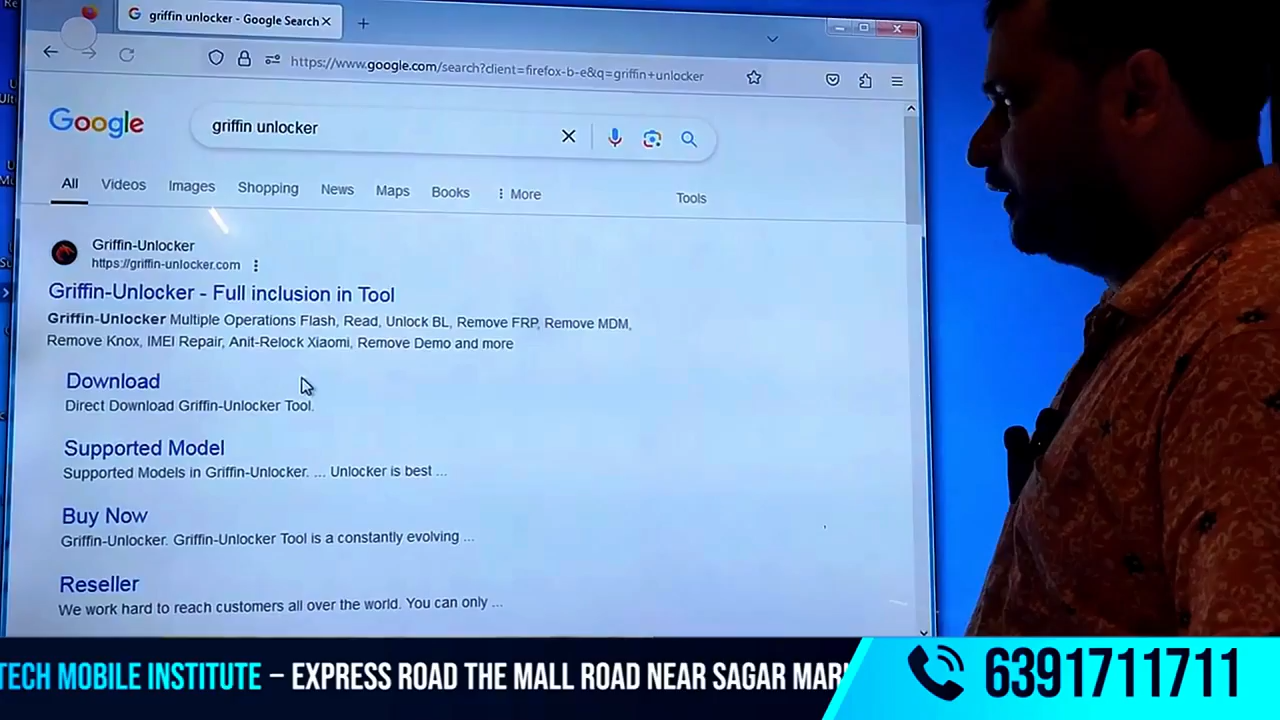 griffin unlocker - Google Search
https://www.google.com/search?client=firefox-b-e&q=griffin+unlocker
Google
griffin unlocker
All Videos Images Shopping News Maps Books More Tools
Griffin-Unlocker
https://griffin-unlocker.com
Griffin-Unlocker - Full inclusion in Tool
Griffin-Unlocker Multiple Operations Flash, Read, Unlock BL, Remove FRP, Remove MDM,
Remove Knox, IMEI Repair, Anit-Relock Xiaomi, Remove Demo and more
Download
Direct Download Griffin-Unlocker Tool.
Supported Model
Supported Models in Griffin-Unlocker. ... Unlocker is best ...
Buy Now
Griffin-Unlocker. Griffin-Unlocker Tool is a constantly evolving ...
Reseller
We work hard to reach customers all over the world. You can only ...
TECH MOBILE INSTITUTE – EXPRESS ROAD THE MALL ROAD NEAR SAGAR
6391711711